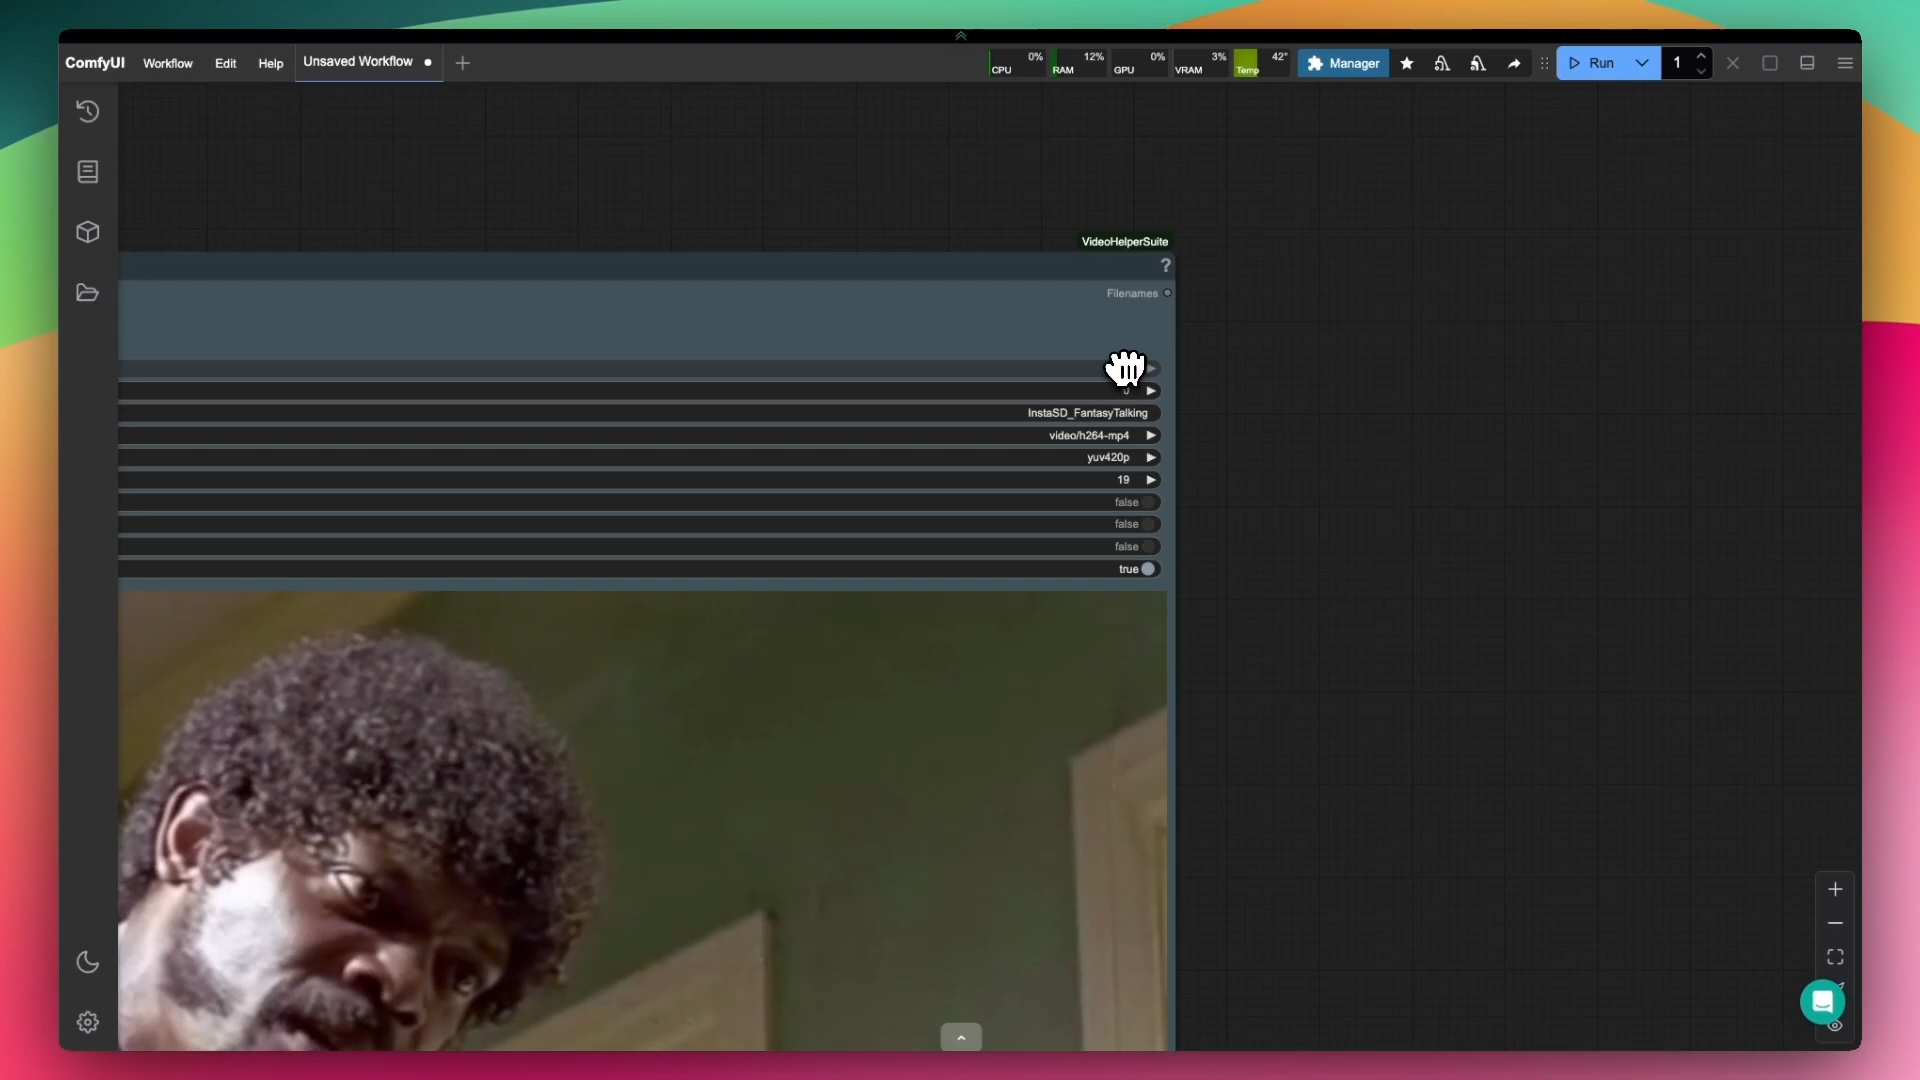 ComfyUI Workflow Edit Help Unsaved Workflow
CPU 0% RAM 12% GPU 0% VRAM 3% Temp 42° Manager Run 1
VideoHelperSuite
?
Filenames
InstaSD_FantasyTalking
video/h264-mp4
yuv420p
19
false
false
false
true